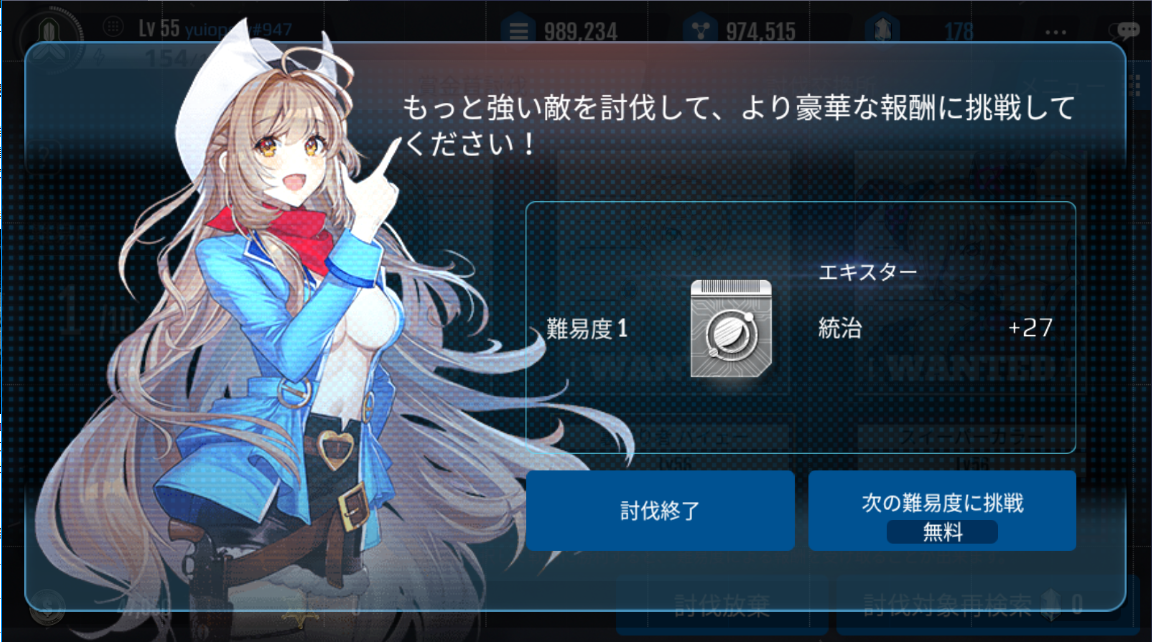 Lv 55
989,234
974,515
178
もっと強い敵を討伐して、より豪華な報酬に挑戦して
ください！
エキスター
難易度 1
統治
+27
討伐終了
次の難易度に挑戦
無料
討伐放棄
討伐対象再検索
0